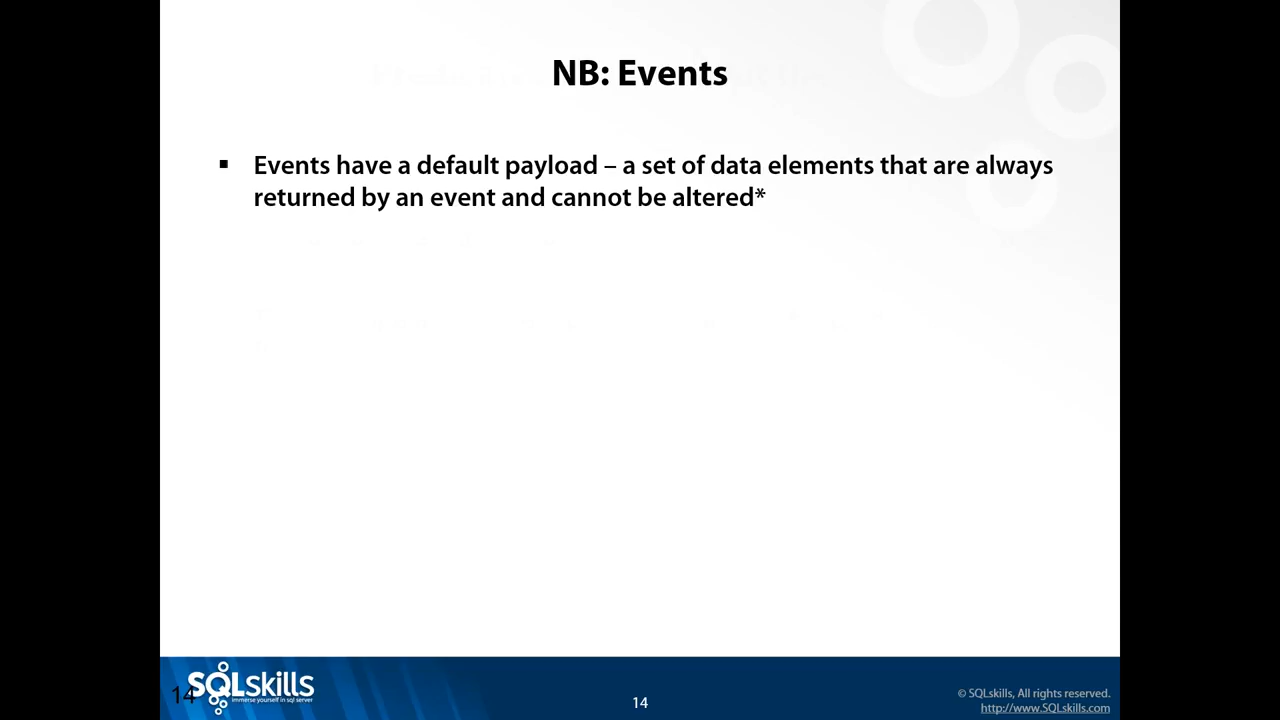 NB: Events
▪ Events have a default payload – a set of data elements that are always
returned by an event and cannot be altered*
14
SQLskills
immerse yourself in sql server
14
© SQLskills, All rights reserved.
http://www.SQLskills.com